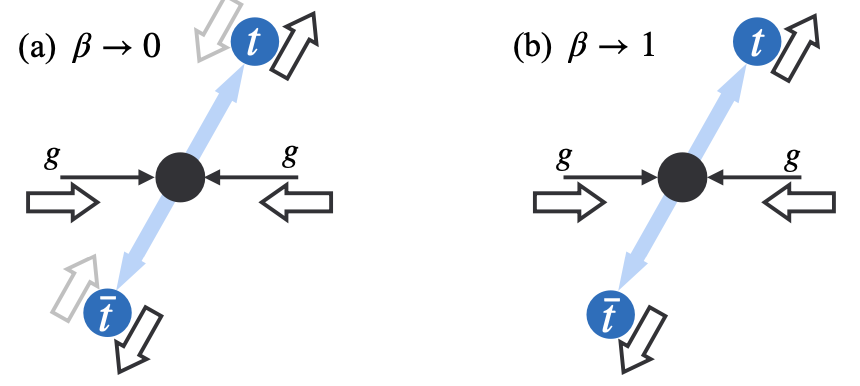 (a) β → 0
t
g
g
t̄
(b) β → 1
t
g
g
t̄